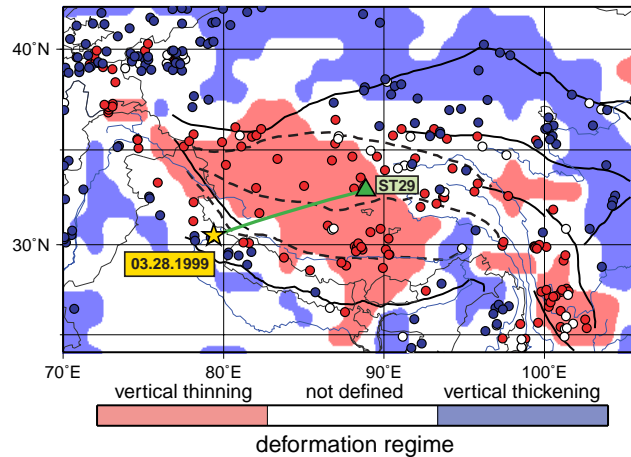 40°N
ST29
30°N
03.28.1999
70°E 80°E 90°E 100°E
vertical thinning not defined vertical thickening
deformation regime